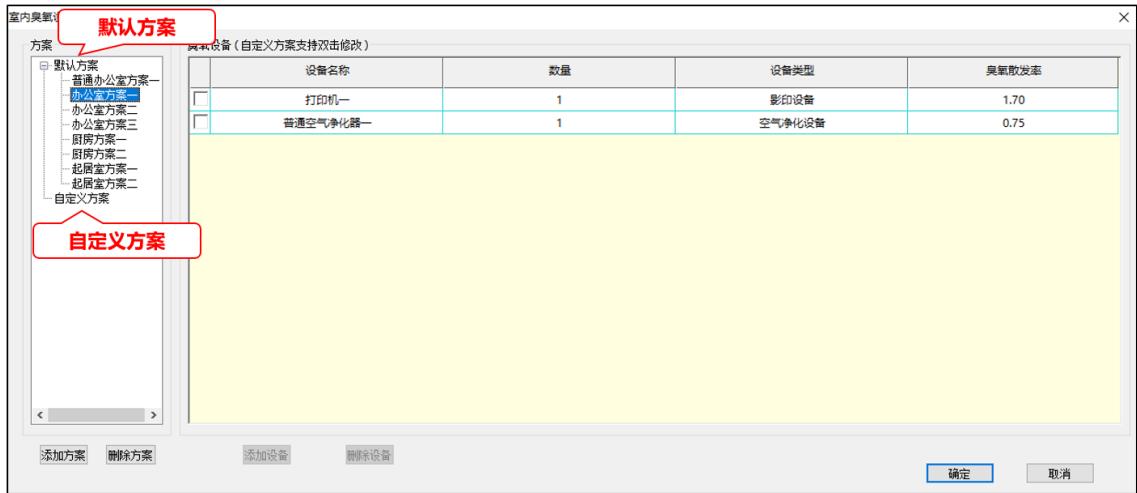 室内臭氧
默认方案
方案
臭氧设备(自定义方案支持双击修改)
默认方案
普通办公室方案一
办公室方案一
办公室方案二
办公室方案三
厨房方案一
厨房方案二
起居室方案一
起居室方案二
自定义方案
自定义方案
设备名称 数量 设备类型 臭氧散发率
打印机一 1 影印设备 1.70
普通空气净化器一 1 空气净化设备 0.75
添加方案 删除方案 添加设备 删除设备
确定 取消